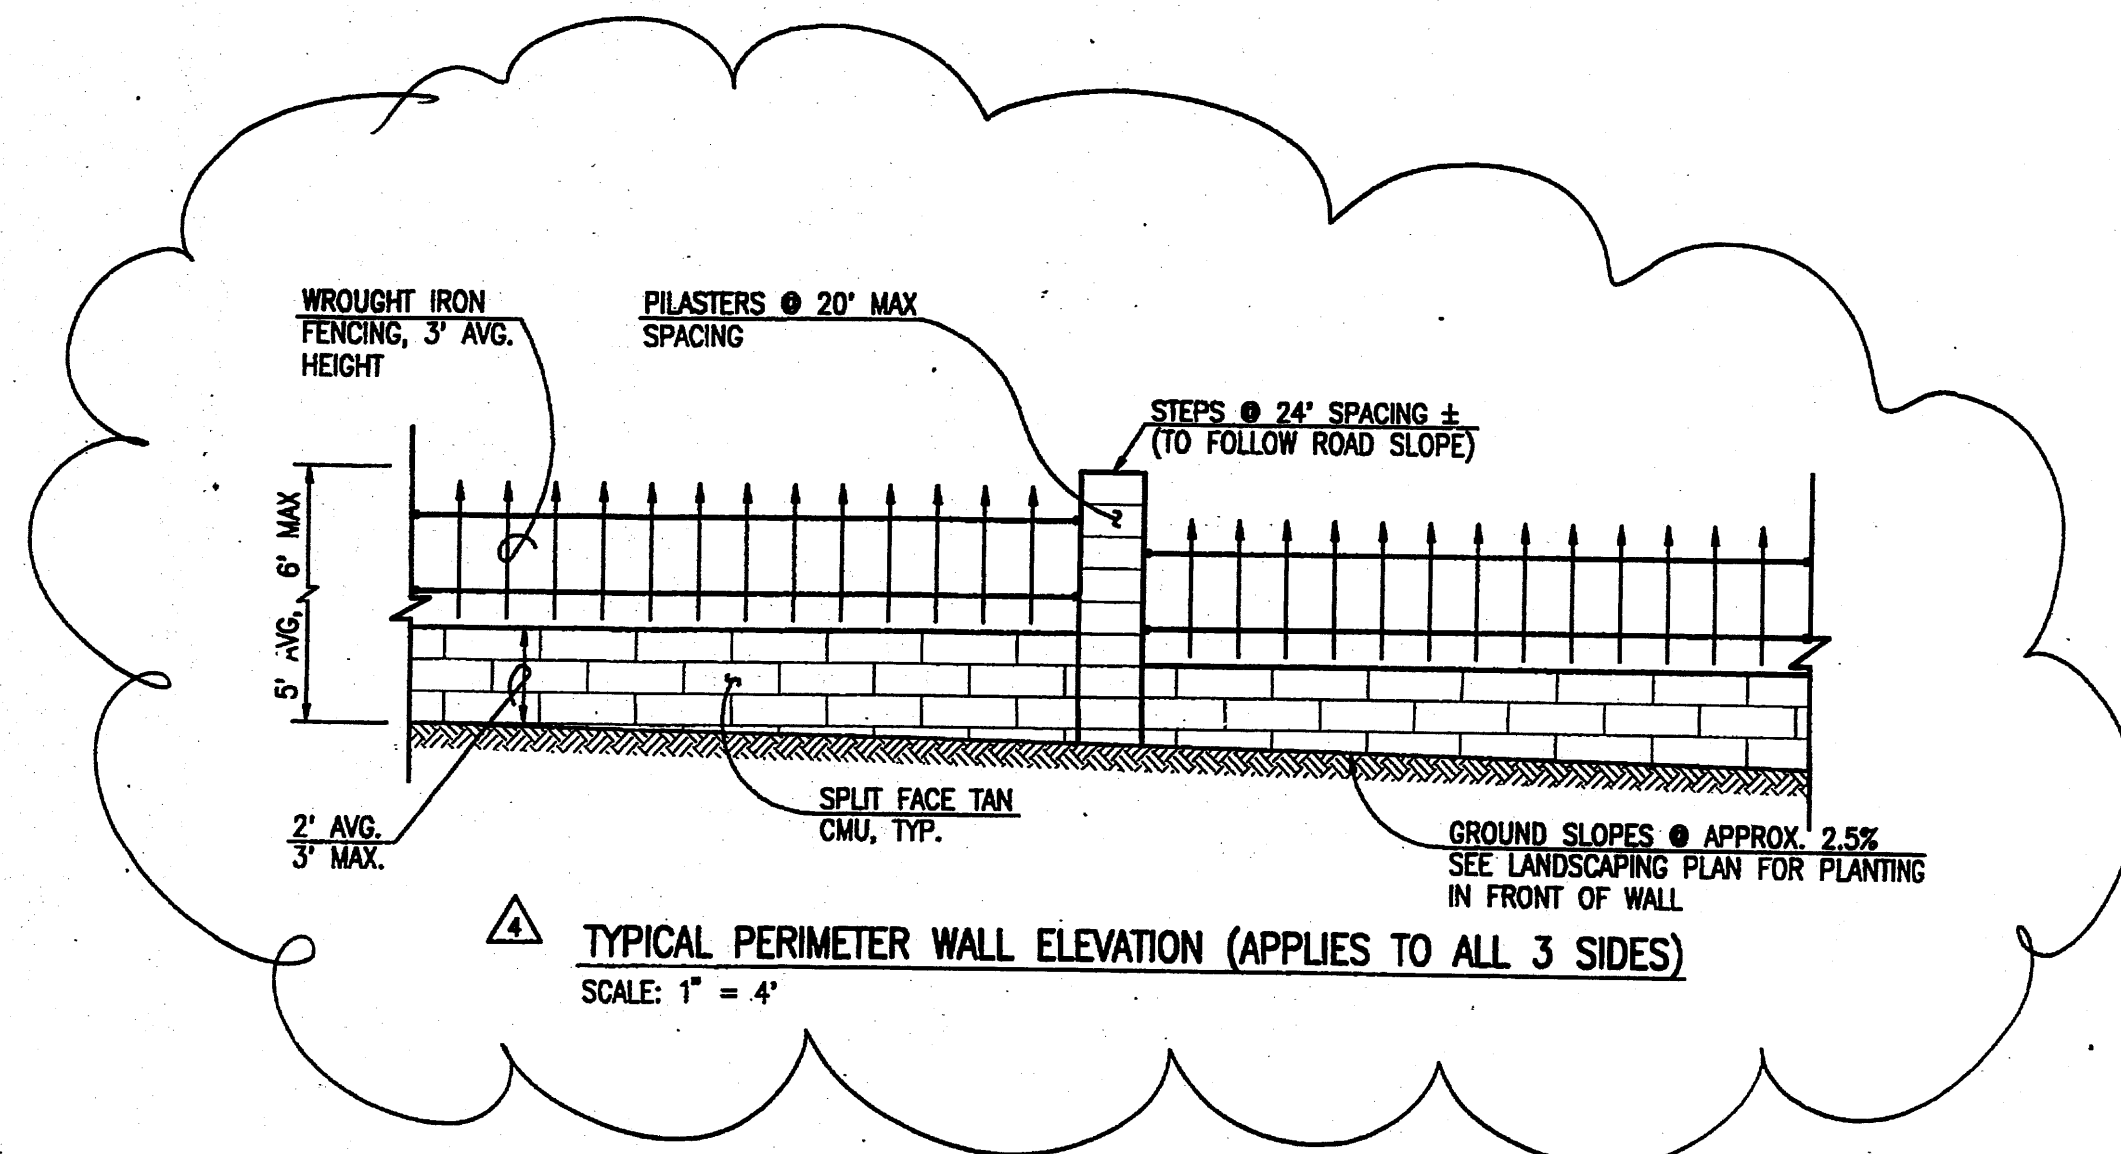 WROUGHT IRON
FENCING, 3' AVG.
HEIGHT
PILASTERS @ 20' MAX
SPACING
STEPS @ 24' SPACING ±
(TO FOLLOW ROAD SLOPE)
5' AVG, 6' MAX
2' AVG.
3' MAX.
SPLIT FACE TAN
CMU, TYP.
GROUND SLOPES @ APPROX. 2.5%
SEE LANDSCAPING PLAN FOR PLANTING
IN FRONT OF WALL
4
TYPICAL PERIMETER WALL ELEVATION (APPLIES TO ALL 3 SIDES)
SCALE: 1" = 4'